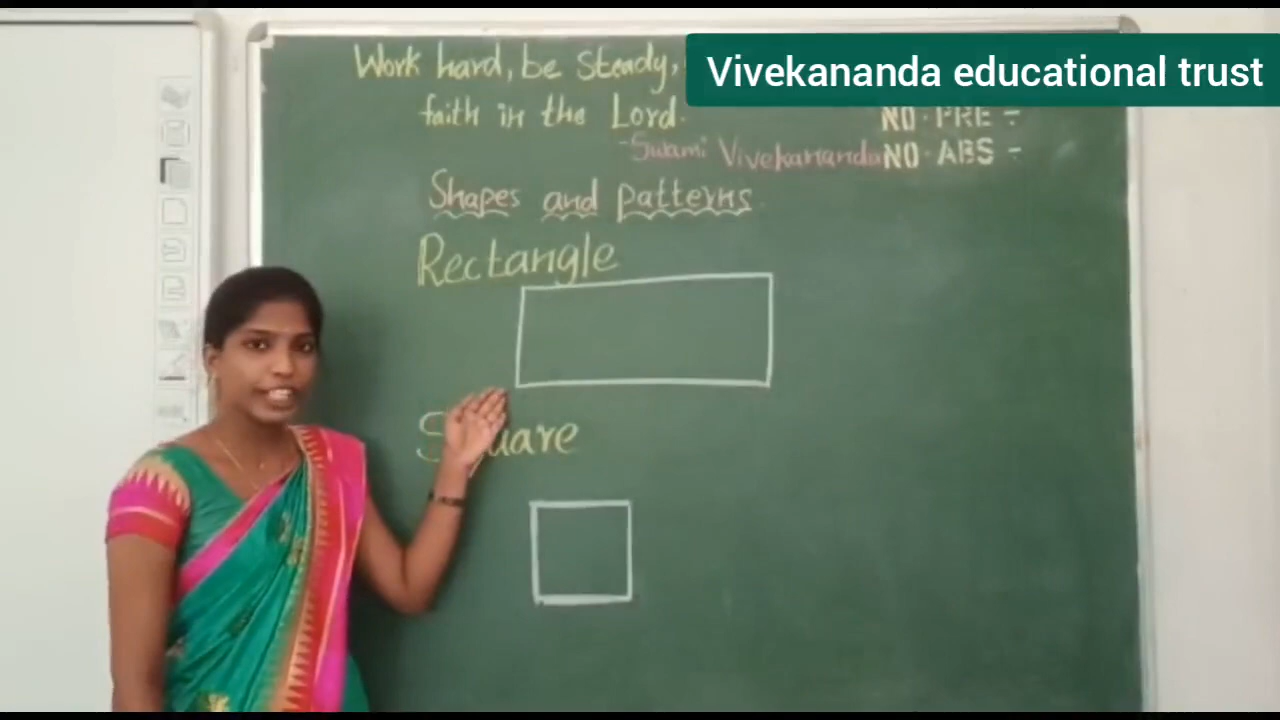 Vivekananda educational trust
Work hard, be steady,
faith in the Lord.
- Swami Vivekananda
NO. PRE -
NO. ABS -
Shapes and patterns
Rectangle
Square